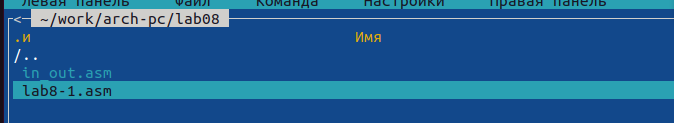 Левая панель Файл Команда Настройки Правая панель
<─ ~/work/arch-pc/lab08
.и Имя
/..
in_out.asm
lab8-1.asm